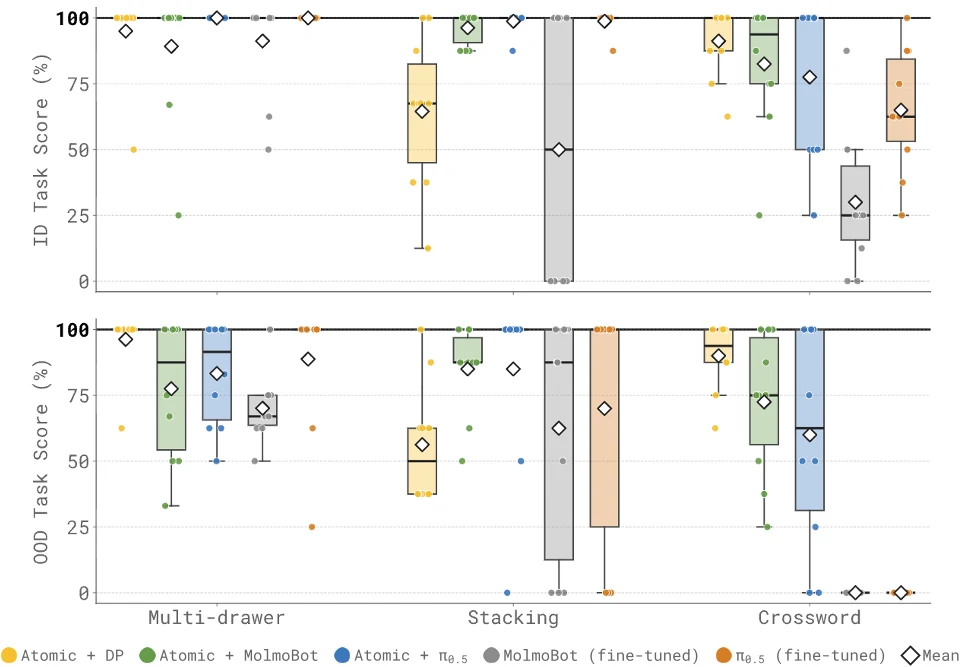 100
75
50
25
0
ID Task Score (%)
100
75
50
25
0
OOD Task Score (%)
Multi-drawer Stacking Crossword
Atomic + DP Atomic + MolmoBot Atomic + π0.5 MolmoBot (fine-tuned) π0.5 (fine-tuned) Mean